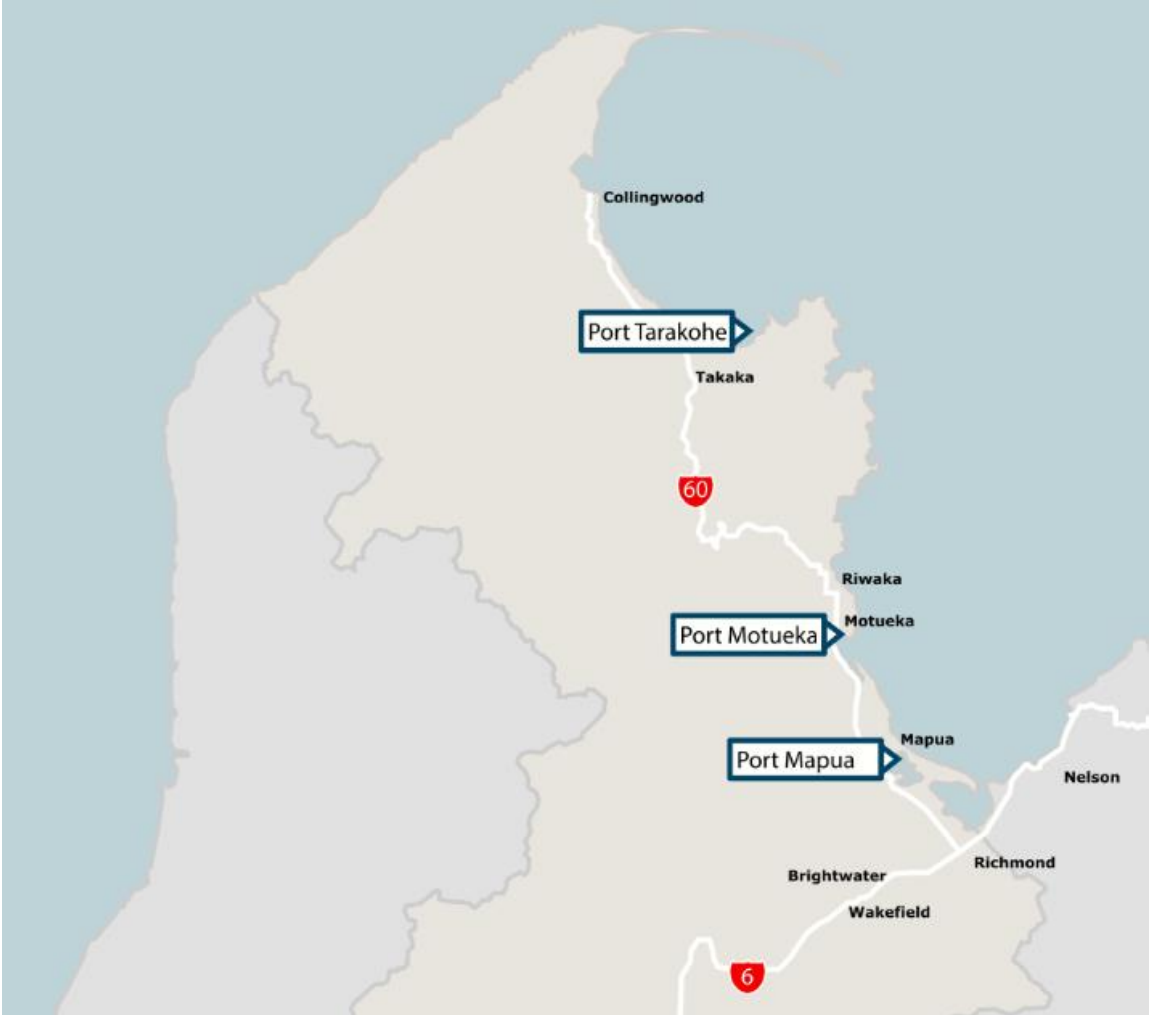 Collingwood
Port Tarakohe
Takaka
60
Riwaka
Motueka
Port Motueka
Mapua
Port Mapua
Nelson
Richmond
Brightwater
Wakefield
6